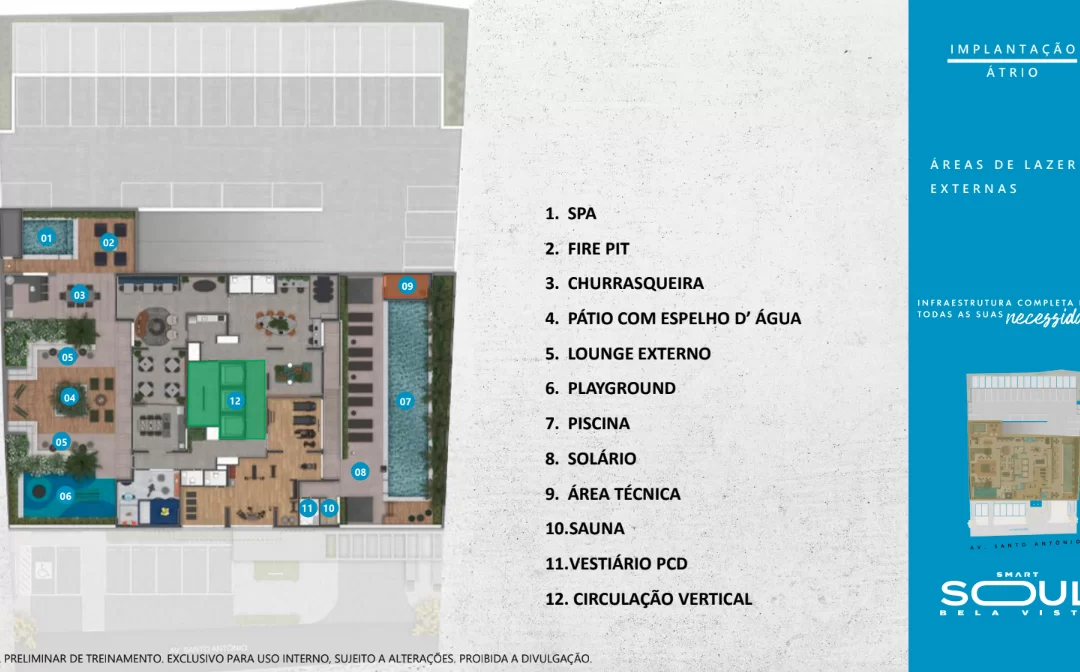 01
02
03
09
05
04
12
07
05
08
06
11
10
1. SPA
2. FIRE PIT
3. CHURRASQUEIRA
4. PÁTIO COM ESPELHO D’ ÁGUA
5. LOUNGE EXTERNO
6. PLAYGROUND
7. PISCINA
8. SOLÁRIO
9. ÁREA TÉCNICA
10.SAUNA
11.VESTIÁRIO PCD
12. CIRCULAÇÃO VERTICAL
IMPLANTAÇÃO
ÁTRIO
ÁREAS DE LAZER
EXTERNAS
INFRAESTRUTURA COMPLETA
TODAS AS SUAS necessida
AV. SANTO ANTÔNIO
SMART
SOUL
BELA VIST
AV. SANTO ANTÔNIO
PRELIMINAR DE TREINAMENTO. EXCLUSIVO PARA USO INTERNO, SUJEITO A ALTERAÇÕES. PROIBIDA A DIVULGAÇÃO.